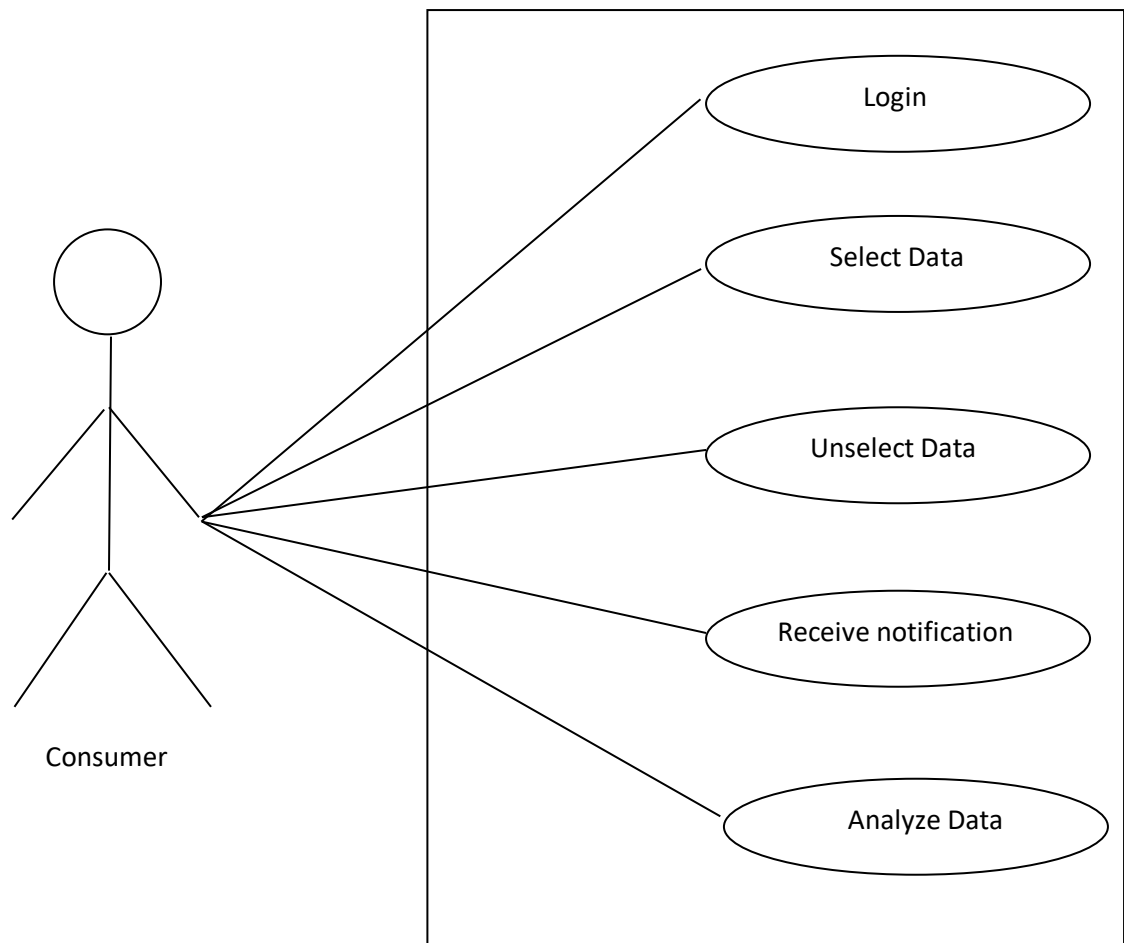 Login
Select Data
Unselect Data
Receive notification
Consumer
Analyze Data